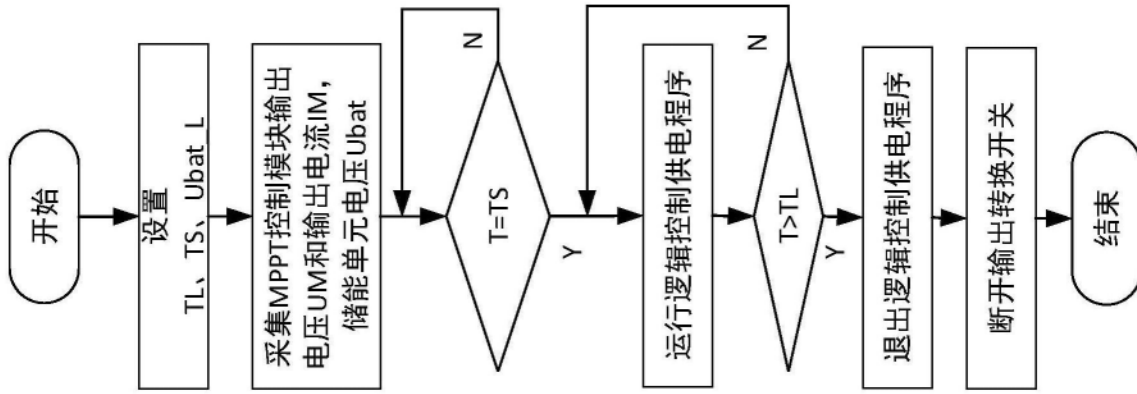 开始
设置
TL、TS、Ubat_L
采集MPPT控制模块输出
电压UM和输出电流IM，
储能单元电压Ubat
T=TS
N
Y
运行逻辑控制供电程序
T>TL
N
Y
退出逻辑控制供电程序
断开输出转换开关
结束